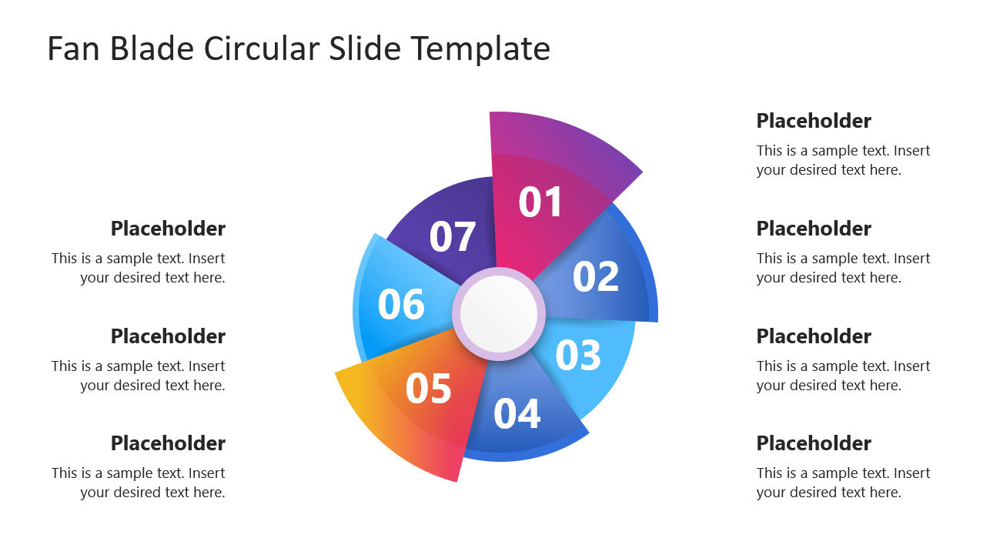 Fan Blade Circular Slide Template
01
02
03
04
05
06
07
Placeholder
This is a sample text. Insert
your desired text here.
Placeholder
This is a sample text. Insert
your desired text here.
Placeholder
This is a sample text. Insert
your desired text here.
Placeholder
This is a sample text. Insert
your desired text here.
Placeholder
This is a sample text. Insert
your desired text here.
Placeholder
This is a sample text. Insert
your desired text here.
Placeholder
This is a sample text. Insert
your desired text here.